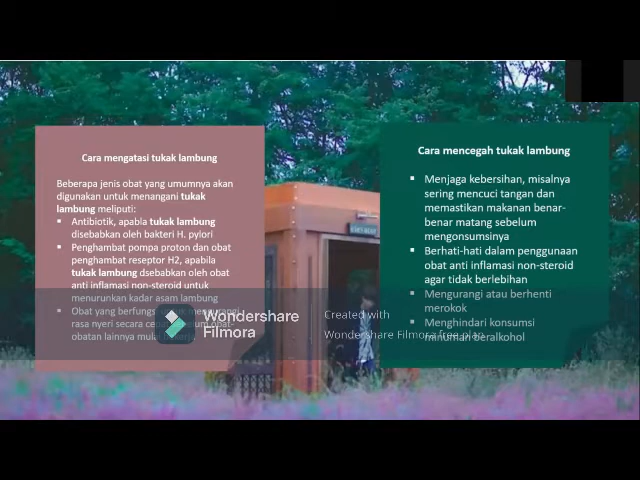 Cara mengatasi tukak lambung
Beberapa jenis obat yang umumnya akan
digunakan untuk menangani tukak
lambung meliputi:
▪ Antibiotik, apabla tukak lambung
disebabkan oleh bakteri H. pylori
▪ Penghambat pompa proton dan obat
penghambat reseptor H2, apabila
tukak lambung dsebabkan oleh obat
anti inflamasi non-steroid untuk
menurunkan kadar asam lambung
▪ Obat yang berfungsi
rasa nyeri secara
obatan lainnya
Cara mencegah tukak lambung
▪ Menjaga kebersihan, misalnya
sering mencuci tangan dan
memastikan makanan benar-
benar matang sebelum
mengonsumsinya
▪ Berhati-hati dalam penggunaan
obat anti inflamasi non-steroid
agar tidak berlebihan
▪ Mengurangi atau berhenti
merokok
▪ Menghindari konsumsi
minuman beralkohol
Wondershare
Filmora
Created with
Wondershare Filmora free plan